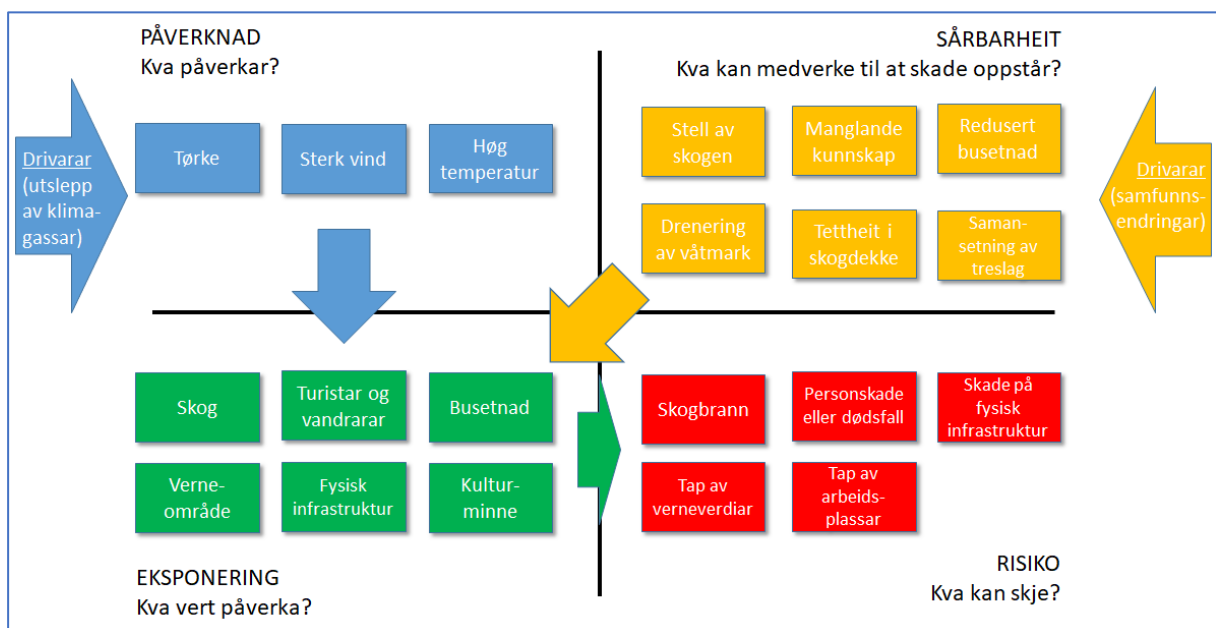 PÅVERKNAD
Kva påverkar?
Drivarar
(utslepp
av klima-
gassar)
Tørke
Sterk vind
Høg
temperatur
SÅRBARHEIT
Kva kan medverke til at skade oppstår?
Stell av
skogen
Manglande
kunnskap
Redusert
busetnad
Drenering
av våtmark
Tettheit i
skogdekke
Saman-
setning av
treslag
Drivarar
(samfunns-
endringar)
Skog
Turistar og
vandrarar
Busetnad
Verne-
område
Fysisk
infrastruktur
Kultur-
minne
EKSPONERING
Kva vert påverka?
Skogbrann
Personskade
eller dødsfall
Skade på
fysisk
infrastruktur
Tap av
verneverdiar
Tap av
arbeids-
plassar
RISIKO
Kva kan skje?